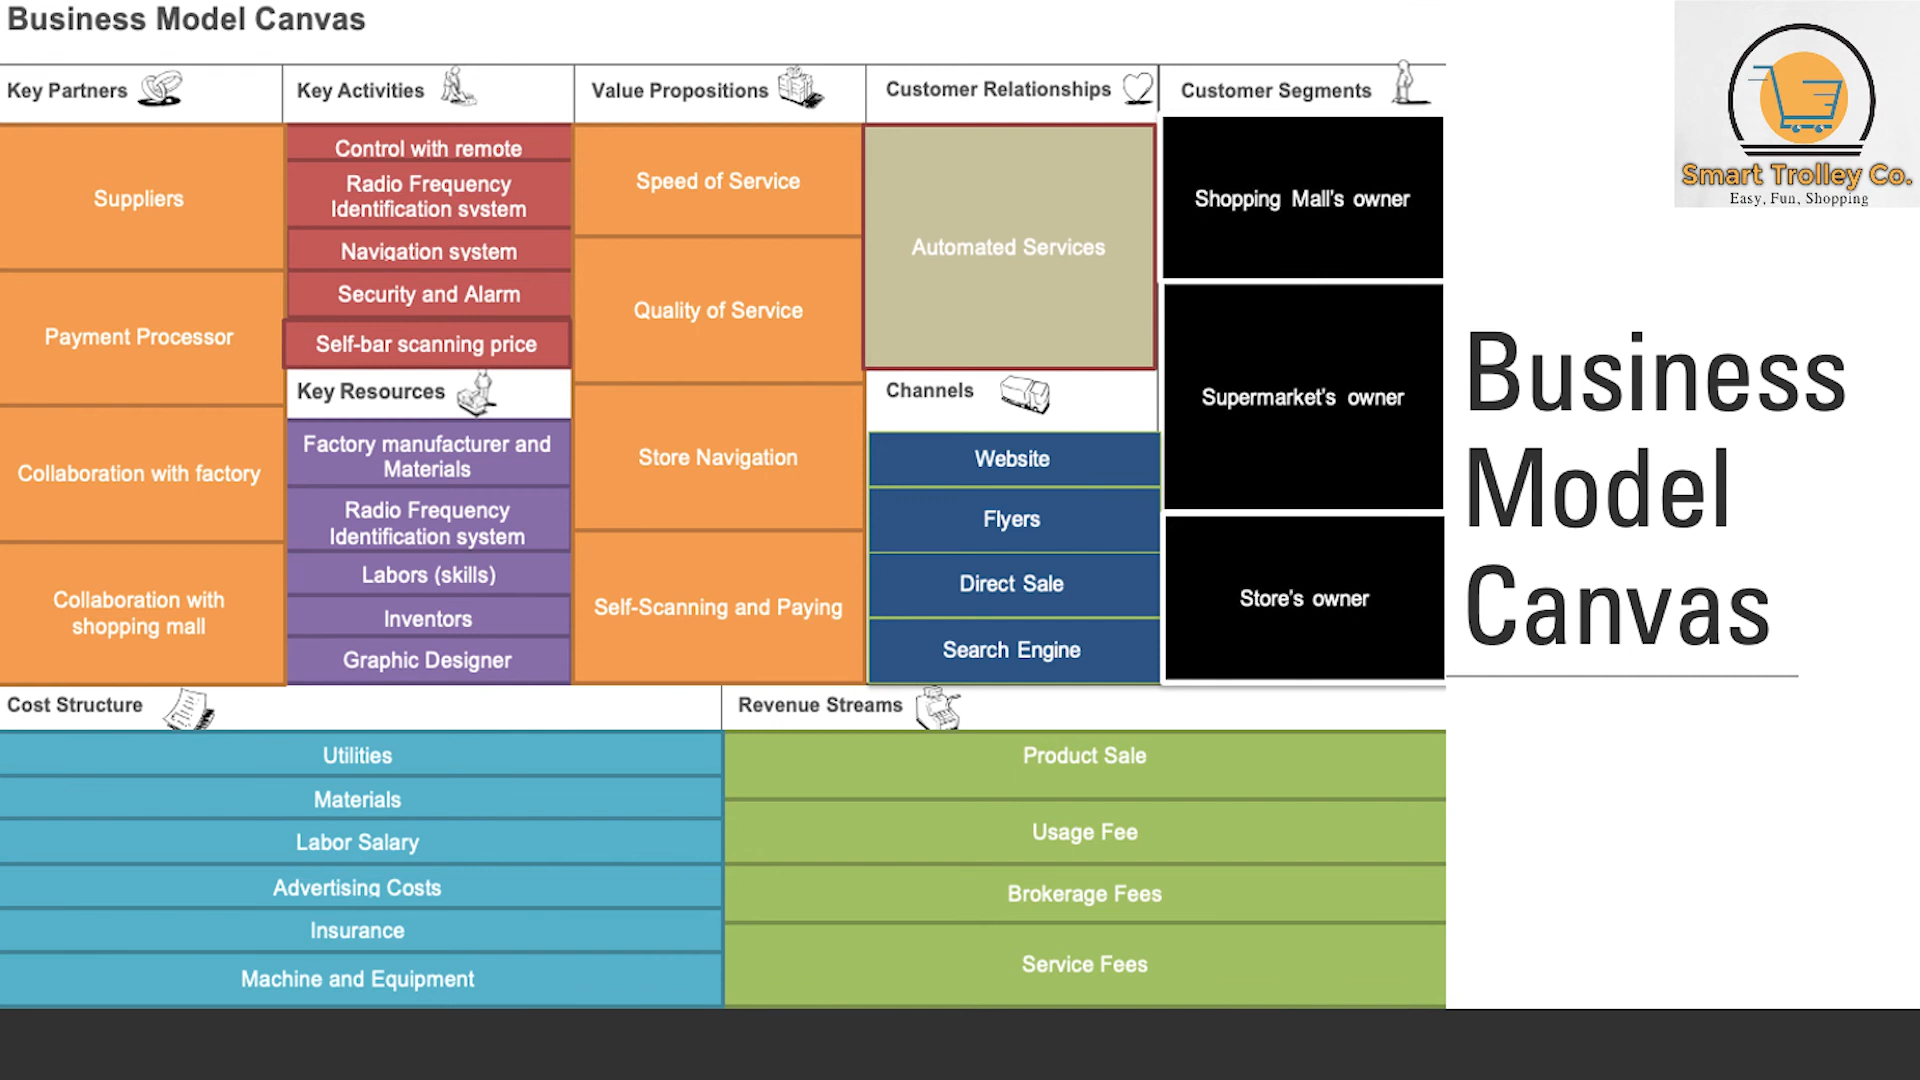 Business Model Canvas
Smart Trolley Co.
Easy, Fun, Shopping
Key Partners
Suppliers
Payment Processor
Collaboration with factory
Collaboration with
shopping mall
Key Activities
Control with remote
Radio Frequency
Identification system
Navigation system
Security and Alarm
Self-bar scanning price
Key Resources
Factory manufacturer and
Materials
Radio Frequency
Identification system
Labors (skills)
Inventors
Graphic Designer
Value Propositions
Speed of Service
Quality of Service
Store Navigation
Self-Scanning and Paying
Customer Relationships
Automated Services
Channels
Website
Flyers
Direct Sale
Search Engine
Customer Segments
Shopping Mall's owner
Supermarket's owner
Store's owner
Cost Structure
Utilities
Materials
Labor Salary
Advertising Costs
Insurance
Machine and Equipment
Revenue Streams
Product Sale
Usage Fee
Brokerage Fees
Service Fees
Business
Model
Canvas